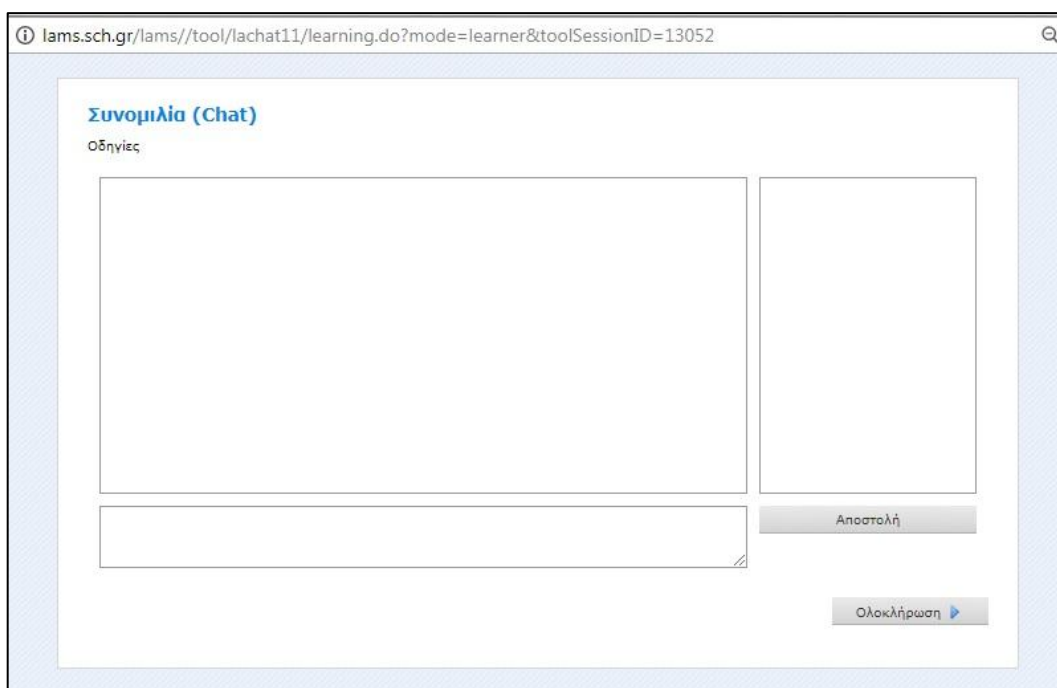 lams.sch.gr/lams//tool/lachat11/learning.do?mode=learner&toolSessionID=13052
Συνομιλία (Chat)
Οδηγίες
Αποστολή
Ολοκλήρωση